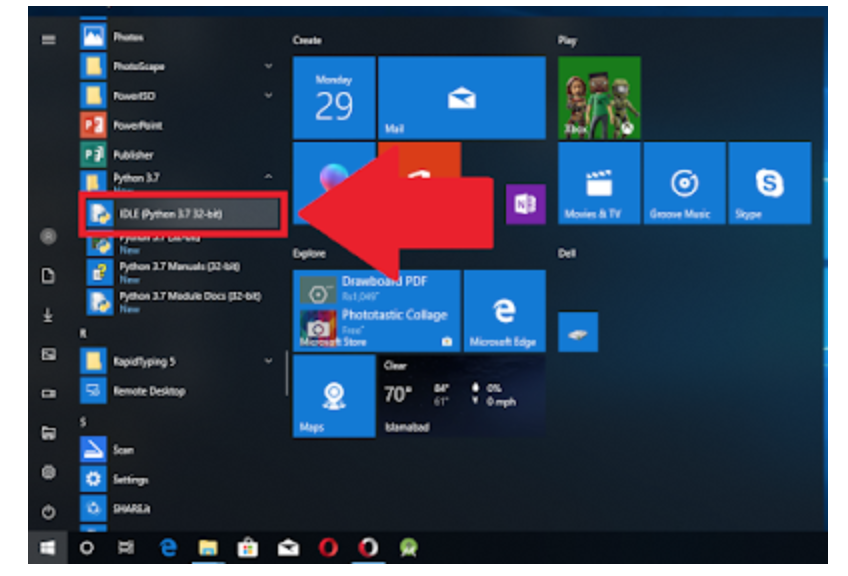 Photos
PhotoScape
PowerISO
PowerPoint
Publisher
Python 3.7
New
IDLE (Python 3.7 32-bit)
Python 3.7 (32-bit)
New
Python 3.7 Manuals (32-bit)
New
Python 3.7 Module Docs (32-bit)
New
R
RapidTyping 5
Remote Desktop
S
Scan
Settings
SHAREit
Create
Monday
29
Mail
Explore
Drawboard PDF
Rs1,049*
Phototastic Collage
Free*
Microsoft Store
Microsoft Edge
Maps
Clear
70°
84°
61°
0%
0 mph
Islamabad
Play
Xbox
Movies & TV
Groove Music
Skype
Dell